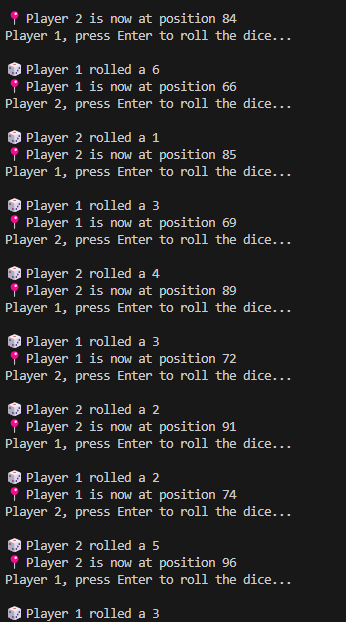 📍 Player 2 is now at position 84
Player 1, press Enter to roll the dice...
🎲 Player 1 rolled a 6
📍 Player 1 is now at position 66
Player 2, press Enter to roll the dice...
🎲 Player 2 rolled a 1
📍 Player 2 is now at position 85
Player 1, press Enter to roll the dice...
🎲 Player 1 rolled a 3
📍 Player 1 is now at position 69
Player 2, press Enter to roll the dice...
🎲 Player 2 rolled a 4
📍 Player 2 is now at position 89
Player 1, press Enter to roll the dice...
🎲 Player 1 rolled a 3
📍 Player 1 is now at position 72
Player 2, press Enter to roll the dice...
🎲 Player 2 rolled a 2
📍 Player 2 is now at position 91
Player 1, press Enter to roll the dice...
🎲 Player 1 rolled a 2
📍 Player 1 is now at position 74
Player 2, press Enter to roll the dice...
🎲 Player 2 rolled a 5
📍 Player 2 is now at position 96
Player 1, press Enter to roll the dice...
🎲 Player 1 rolled a 3